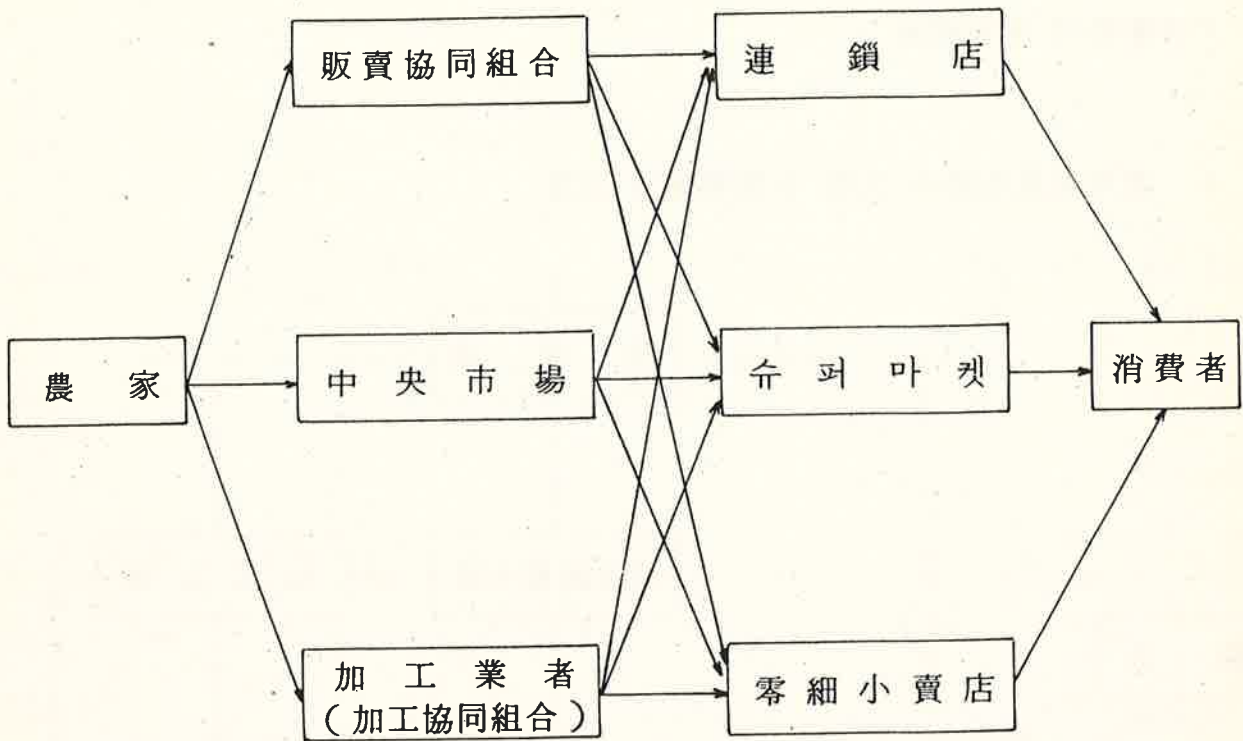 販賣協同組合
連鎖店
農家
中央市場
슈퍼마켓
消費者
加工業者
(加工協同組合)
零細小賣店